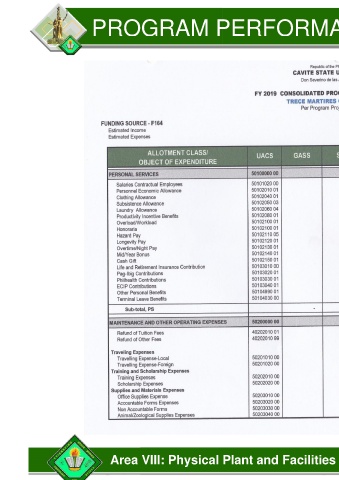 PROGRAM PERFORMA
Republic of the P
CAVITE STATE U
Don Severino de las
FY 2019 CONSOLIDATED PRO
TRECE MARTIRES
Per Program Pro
FUNDING SOURCE - F164
Estimated Income
Estimated Expenses
ALLOTMENT CLASS/ OBJECT OF EXPENDITURE UACS GASS S
PERSONAL SERVICES 50100000 00
Salaries Contractual Employees 50101020 00
Personnel Economic Allowance 50102010 01
Clothing Allowance 50102040 01
Subsistence Allowance 50102050 03
Laundry Allowance 50102060 04
Productivity Incentive Benefits 50102080 01
Overload/Workload 50102100 01
Honoraria 50102100 01
Hazard Pay 50102110 05
Longevity Pay 50102120 01
Overtime/Night Pay 50102130 01
Mid/Year Bonus 50102140 01
Cash Gift 50102150 01
Life and Retirement Insurance Contribution 50103010 00
Pag-ibig Contributions 50103020 01
Philhealth Contributions 50103030 01
ECIP Contributions 50103040 01
Other Personal Benefits 50104990 01
Terminal Leave Benefits 50104030 00
Sub-total, PS -
MAINTENANCE AND OTHER OPERATING EXPENSES 50200000 00
Refund of Tuition Fees 40202010 01
Refund of Other Fees 40202010 99
Traveling Expenses
Travelling Expense-Local 50201010 00
Travelling Expense-Foreign 50201020 00
Training and Scholarship Expenses
Training Expenses 50202010 00
Scholarship Expenses 50202020 00
Supplies and Materials Expenses
Office Supplies Expense 50203010 00
Accountable Forms Expenses 50203020 00
Non Accountable Forms 50203030 00
Animal/Zoological Supplies Expenses 50203040 00
Area VIII: Physical Plant and Facilities